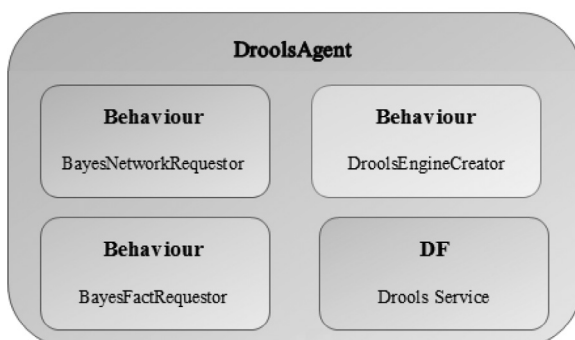 DroolsAgent
Behaviour
BayesNetworkRequestor
Behaviour
DroolsEngineCreator
Behaviour
BayesFactRequestor
DF
Drools Service